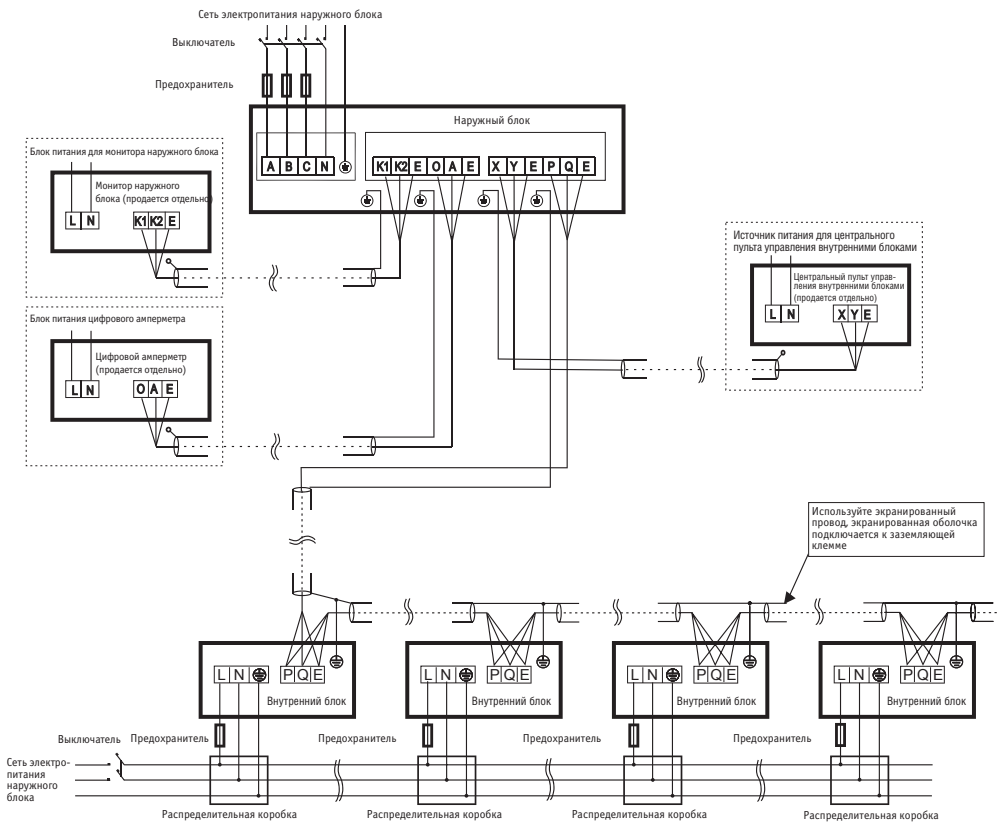 Сеть электропитания наружного блока
Выключатель
Предохранитель
Наружный блок
A B C N
K1 K2 E O A E
X Y E P Q E
Блок питания для монитора наружного блока
Монитор наружного
блока (продается отдельно)
L N
K1 K2 E
Источник питания для центрального
пульта управления внутренними блоками
Центральный пульт управ-
ления внутренними блоками
(продается отдельно)
L N
X Y E
Блок питания цифрового амперметра
Цифровой амперметр
(продается отдельно)
L N
O A E
Используйте экранированный
провод, экранированная оболочка
подключается к заземляющей
клемме
L N
P Q E
Внутренний блок
L N
P Q E
Внутренний блок
L N
P Q E
Внутренний блок
L N
P Q E
Внутренний блок
Выключатель
Предохранитель
Предохранитель
Предохранитель
Предохранитель
Сеть электро-
питания
наружного
блока
Распределительная коробка
Распределительная коробка
Распределительная коробка
Распределительная коробка